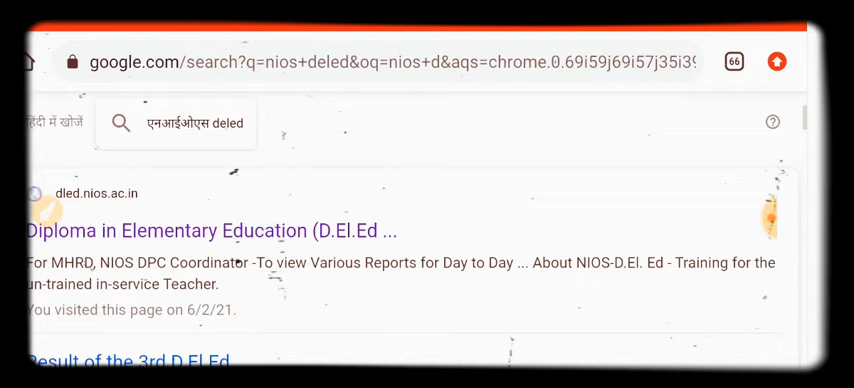 google.com/search?q=nios+deled&oq=nios+d&aqs=chrome.0.69i59j69i57j35i39
66
हिंदी में खोजें
एनआईओएस deled
dled.nios.ac.in
Diploma in Elementary Education (D.El.Ed ...
For MHRD, NIOS DPC Coordinator -To view Various Reports for Day to Day ... About NIOS-D.El. Ed - Training for the
un-trained in-service Teacher.
You visited this page on 6/2/21.
Result of the 3rd D.El.Ed